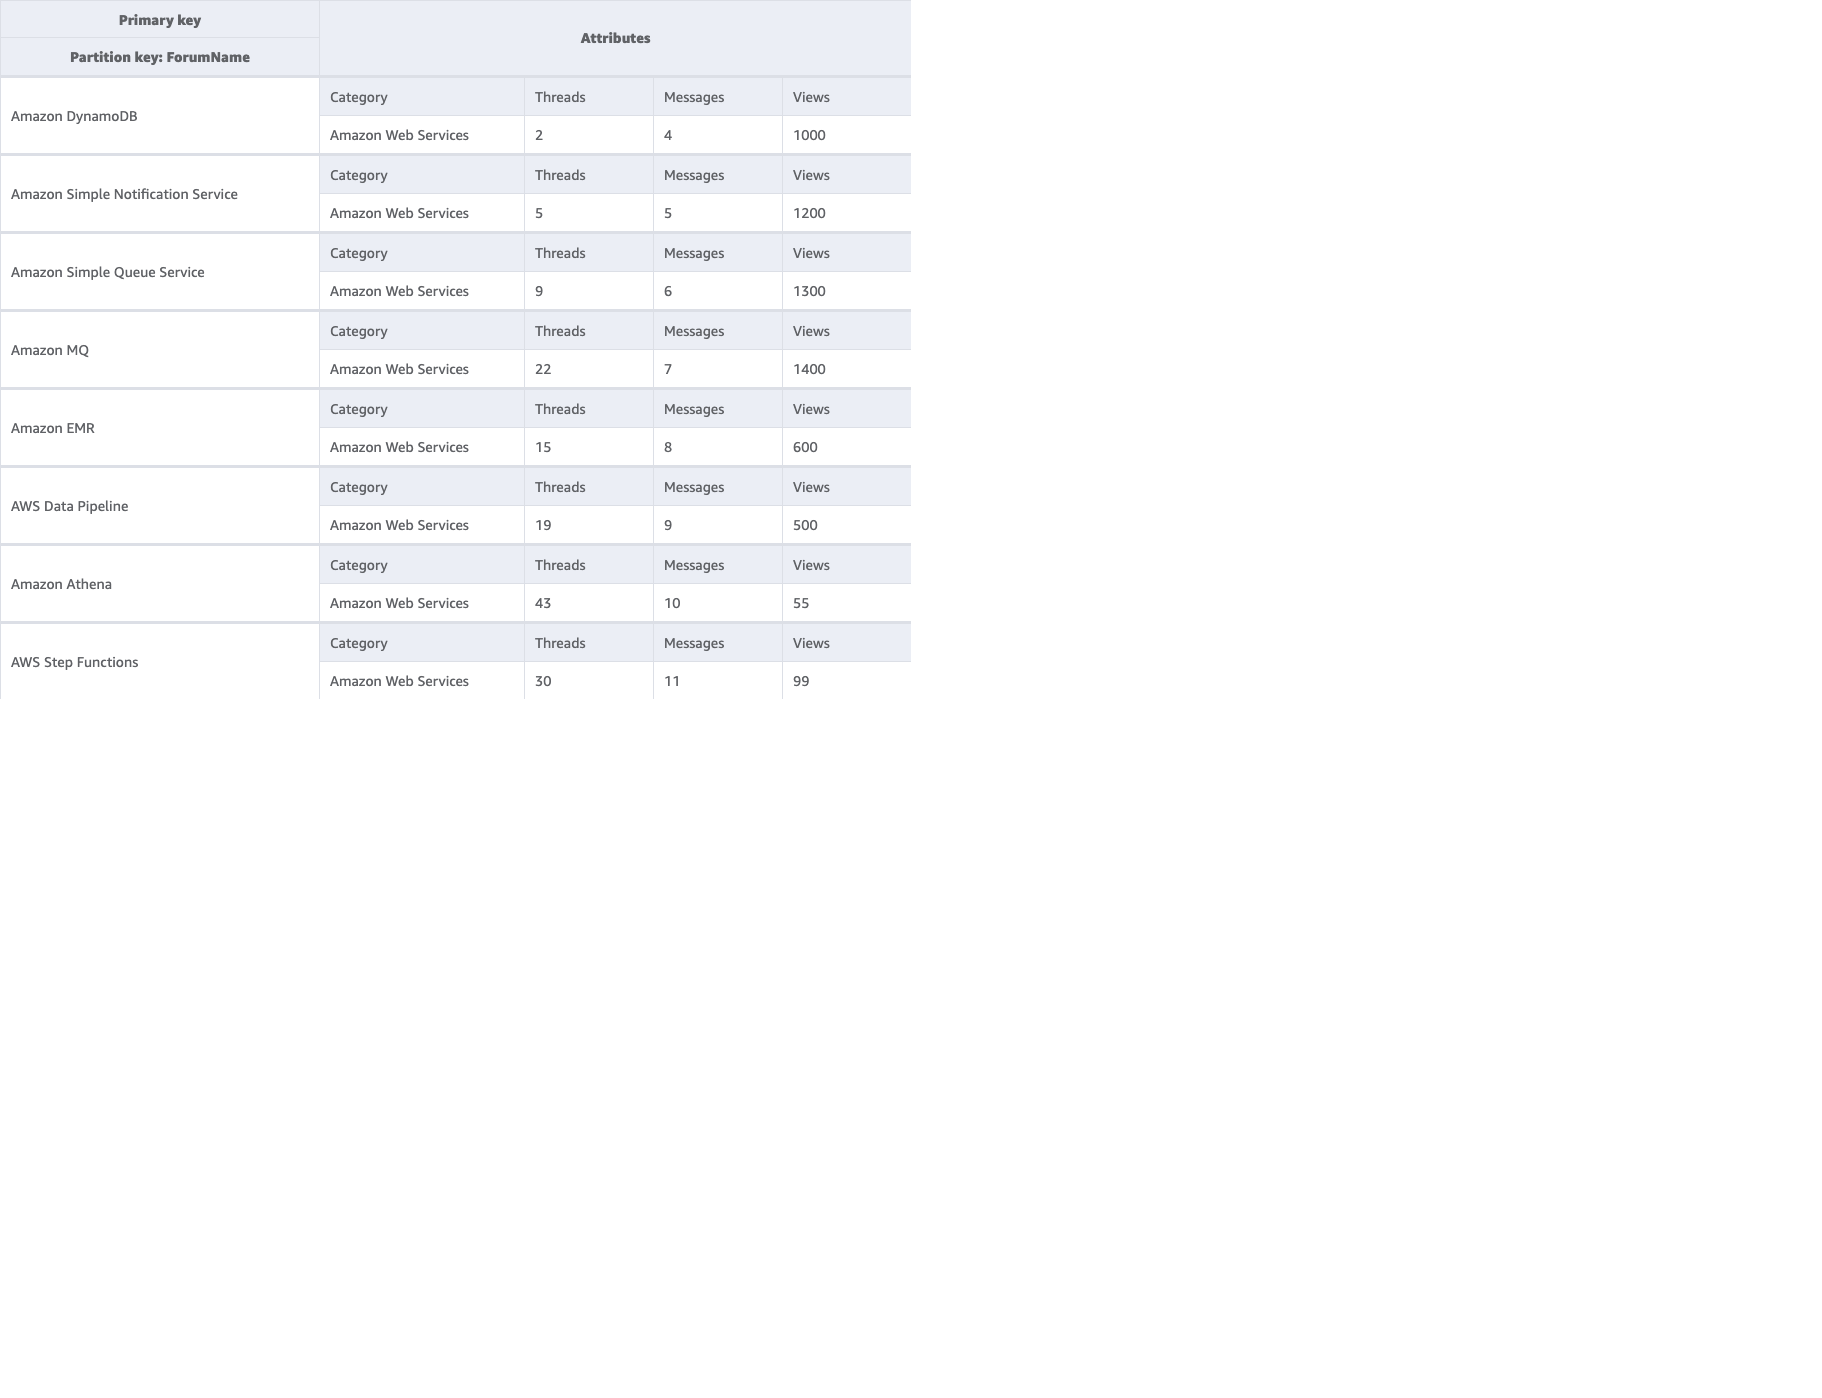 Primary key
Attributes
Partition key: ForumName
Amazon DynamoDB
Category Threads Messages Views
Amazon Web Services 2 4 1000
Amazon Simple Notification Service
Category Threads Messages Views
Amazon Web Services 5 5 1200
Amazon Simple Queue Service
Category Threads Messages Views
Amazon Web Services 9 6 1300
Amazon MQ
Category Threads Messages Views
Amazon Web Services 22 7 1400
Amazon EMR
Category Threads Messages Views
Amazon Web Services 15 8 600
AWS Data Pipeline
Category Threads Messages Views
Amazon Web Services 19 9 500
Amazon Athena
Category Threads Messages Views
Amazon Web Services 43 10 55
AWS Step Functions
Category Threads Messages Views
Amazon Web Services 30 11 99